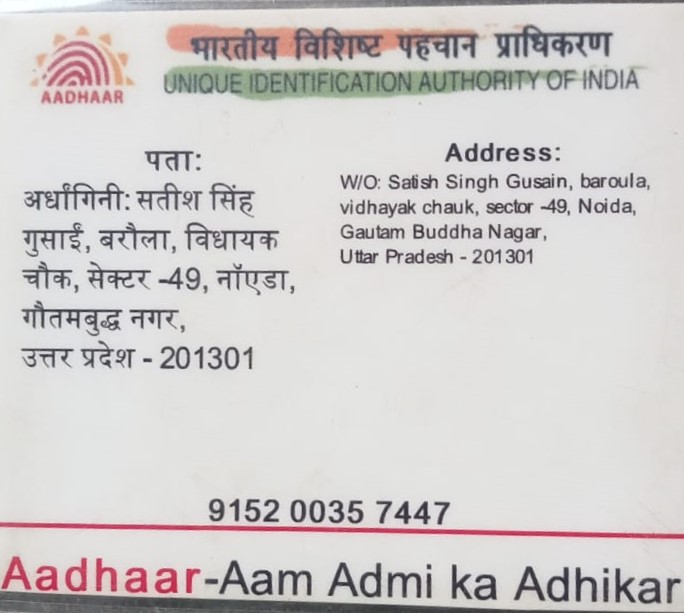 भारतीय विशिष्ट पहचान प्राधिकरण
AADHAAR
UNIQUE IDENTIFICATION AUTHORITY OF INDIA
पता:
अर्धांगिनी: सतीश सिंह
गुसाईं, बरौला, विधायक
चौक, सेक्टर -49, नॉएडा,
गौतमबुद्ध नगर,
उत्तर प्रदेश - 201301
Address:
W/O: Satish Singh Gusain, baroula,
vidhayak chauk, sector -49, Noida,
Gautam Buddha Nagar,
Uttar Pradesh - 201301
9152 0035 7447
Aadhaar-Aam Admi ka Adhikar